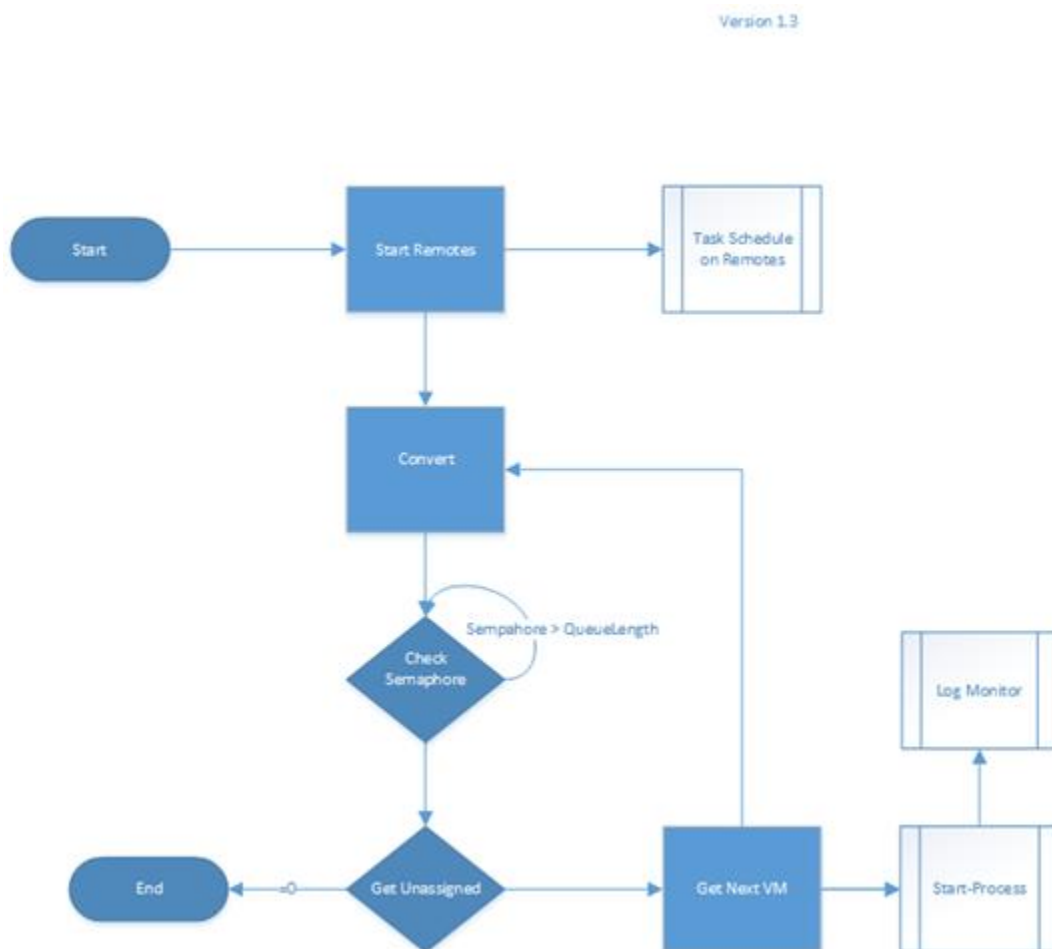 Version 1.3
Start
Start Remotes
Task Schedule
on Remotes
Convert
Sempahore > QueueLength
Check
Semaphore
Log Monitor
End
=0
Get Unassigned
Get Next VM
Start-Process